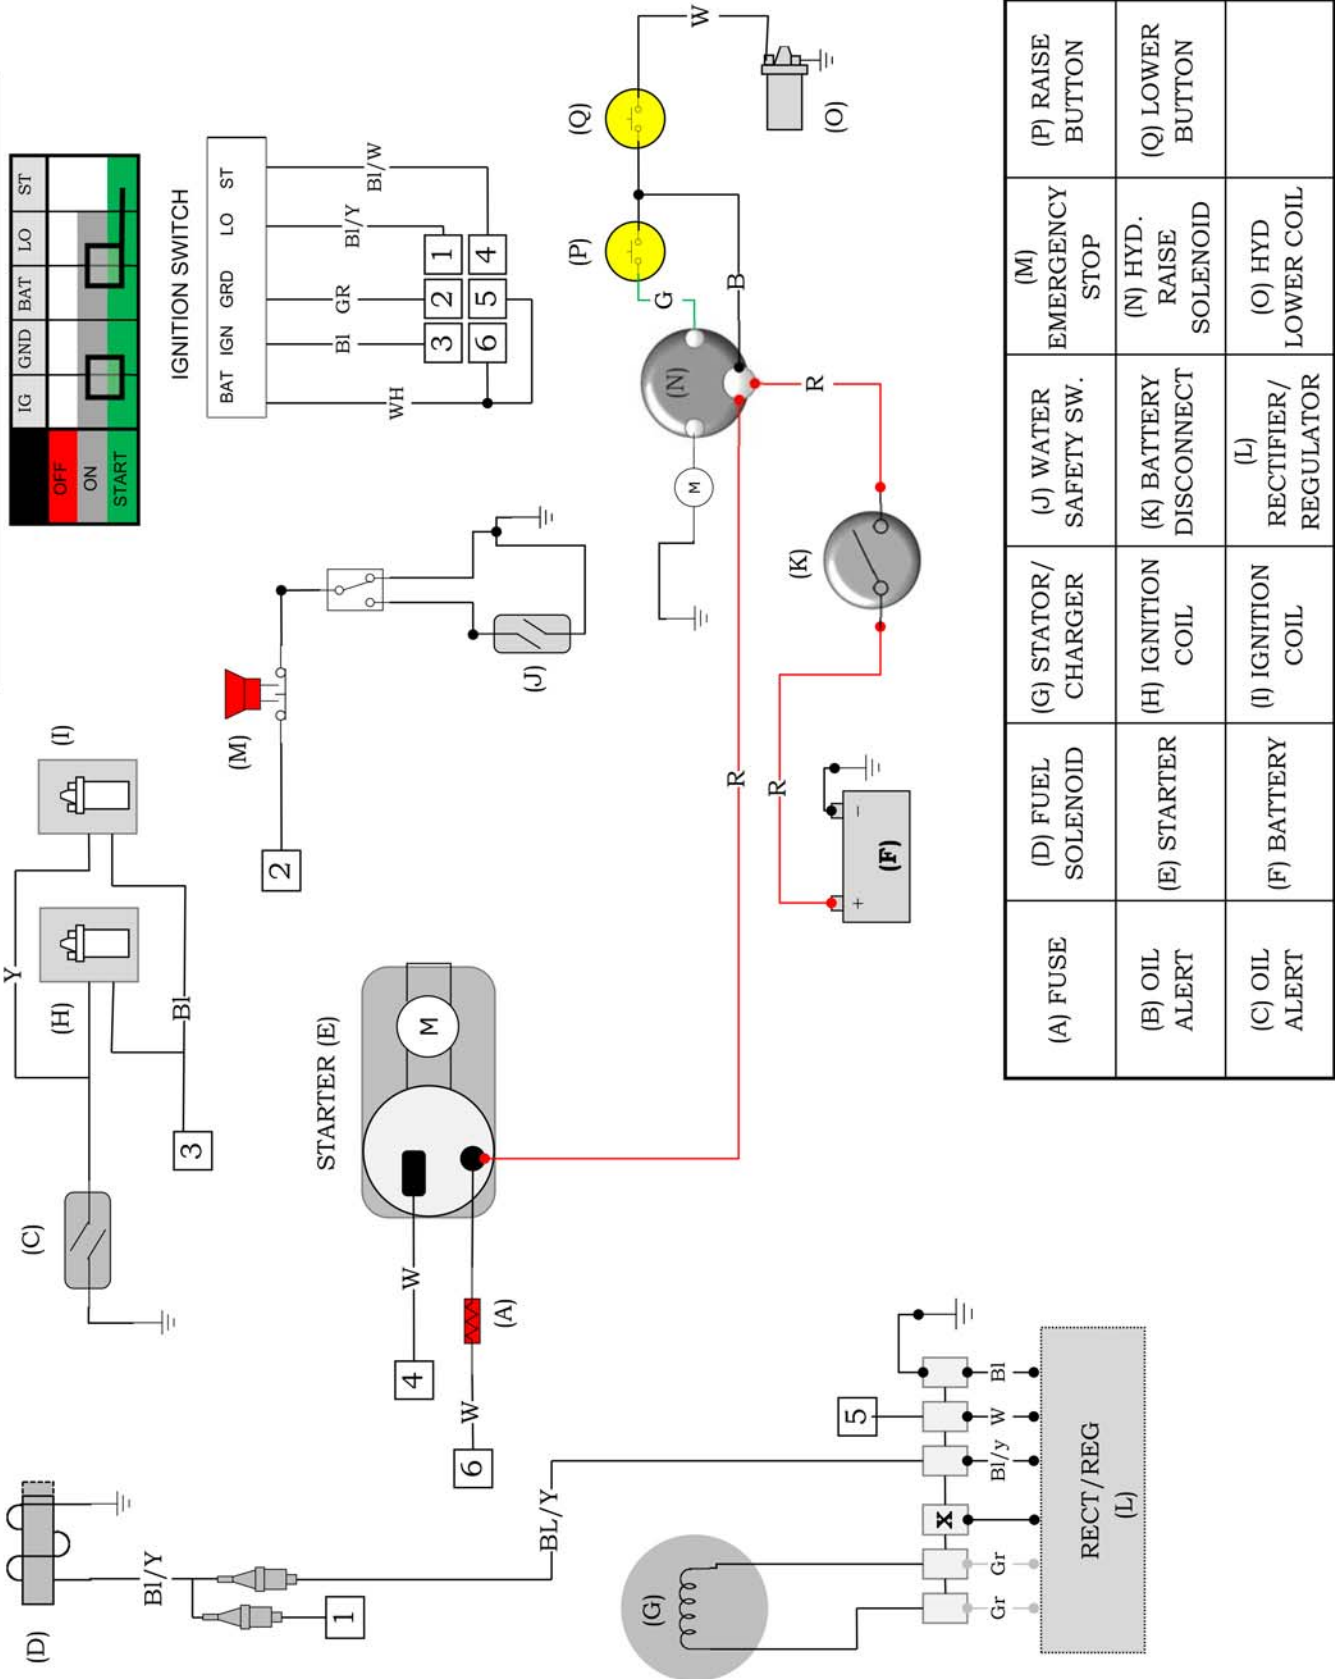 IG
GND
BAT
LO
ST
OFF
ON
START
IGNITION SWITCH
BAT
IGN
GRD
LO
ST
WH
Bl
GR
Bl/Y
Bl/W
3
2
1
6
5
4
(I)
Y
(H)
Bl
3
(C)
(M)
2
(J)
(Q)
W
(O)
(P)
G
B
(N)
M
R
(K)
R
R
+
-
(F)
STARTER (E)
M
W
4
(A)
W
6
(D)
Bl/Y
1
BL/Y
(G)
5
X
Gr
Gr
Bl/y
W
Bl
RECT/REG
(L)
(A) FUSE
(D) FUEL
SOLENOID
(G) STATOR/
CHARGER
(J) WATER
SAFETY SW.
(M)
EMERGENCY
STOP
(P) RAISE
BUTTON
(B) OIL
ALERT
(E) STARTER
(H) IGNITION
COIL
(K) BATTERY
DISCONNECT
(N) HYD.
RAISE
SOLENOID
(Q) LOWER
BUTTON
(C) OIL
ALERT
(F) BATTERY
(I) IGNITION
COIL
(L)
RECTIFIER/
REGULATOR
(O) HYD
LOWER COIL